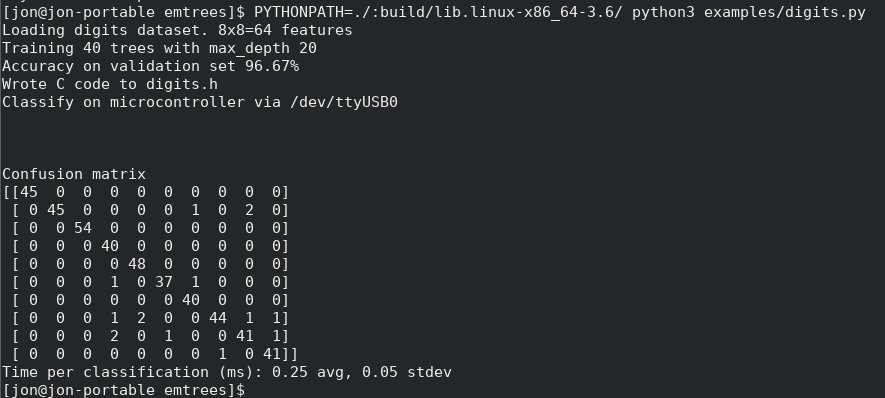 [jon@jon-portable emtrees]$ PYTHONPATH=./:build/lib.linux-x86_64-3.6/ python3 examples/digits.py
Loading digits dataset. 8x8=64 features
Training 40 trees with max_depth 20
Accuracy on validation set 96.67%
Wrote C code to digits.h
Classify on microcontroller via /dev/ttyUSB0
Confusion matrix
[[45  0  0  0  0  0  0  0  0  0]
 [ 0 45  0  0  0  0  1  0  2  0]
 [ 0  0 54  0  0  0  0  0  0  0]
 [ 0  0  0 40  0  0  0  0  0  0]
 [ 0  0  0  0 48  0  0  0  0  0]
 [ 0  0  0  1  0 37  1  0  0  0]
 [ 0  0  0  0  0  0 40  0  0  0]
 [ 0  0  0  1  2  0  0 44  1  1]
 [ 0  0  0  2  0  1  0  0 41  1]
 [ 0  0  0  0  0  0  0  1  0 41]]
Time per classification (ms): 0.25 avg, 0.05 stdev
[jon@jon-portable emtrees]$